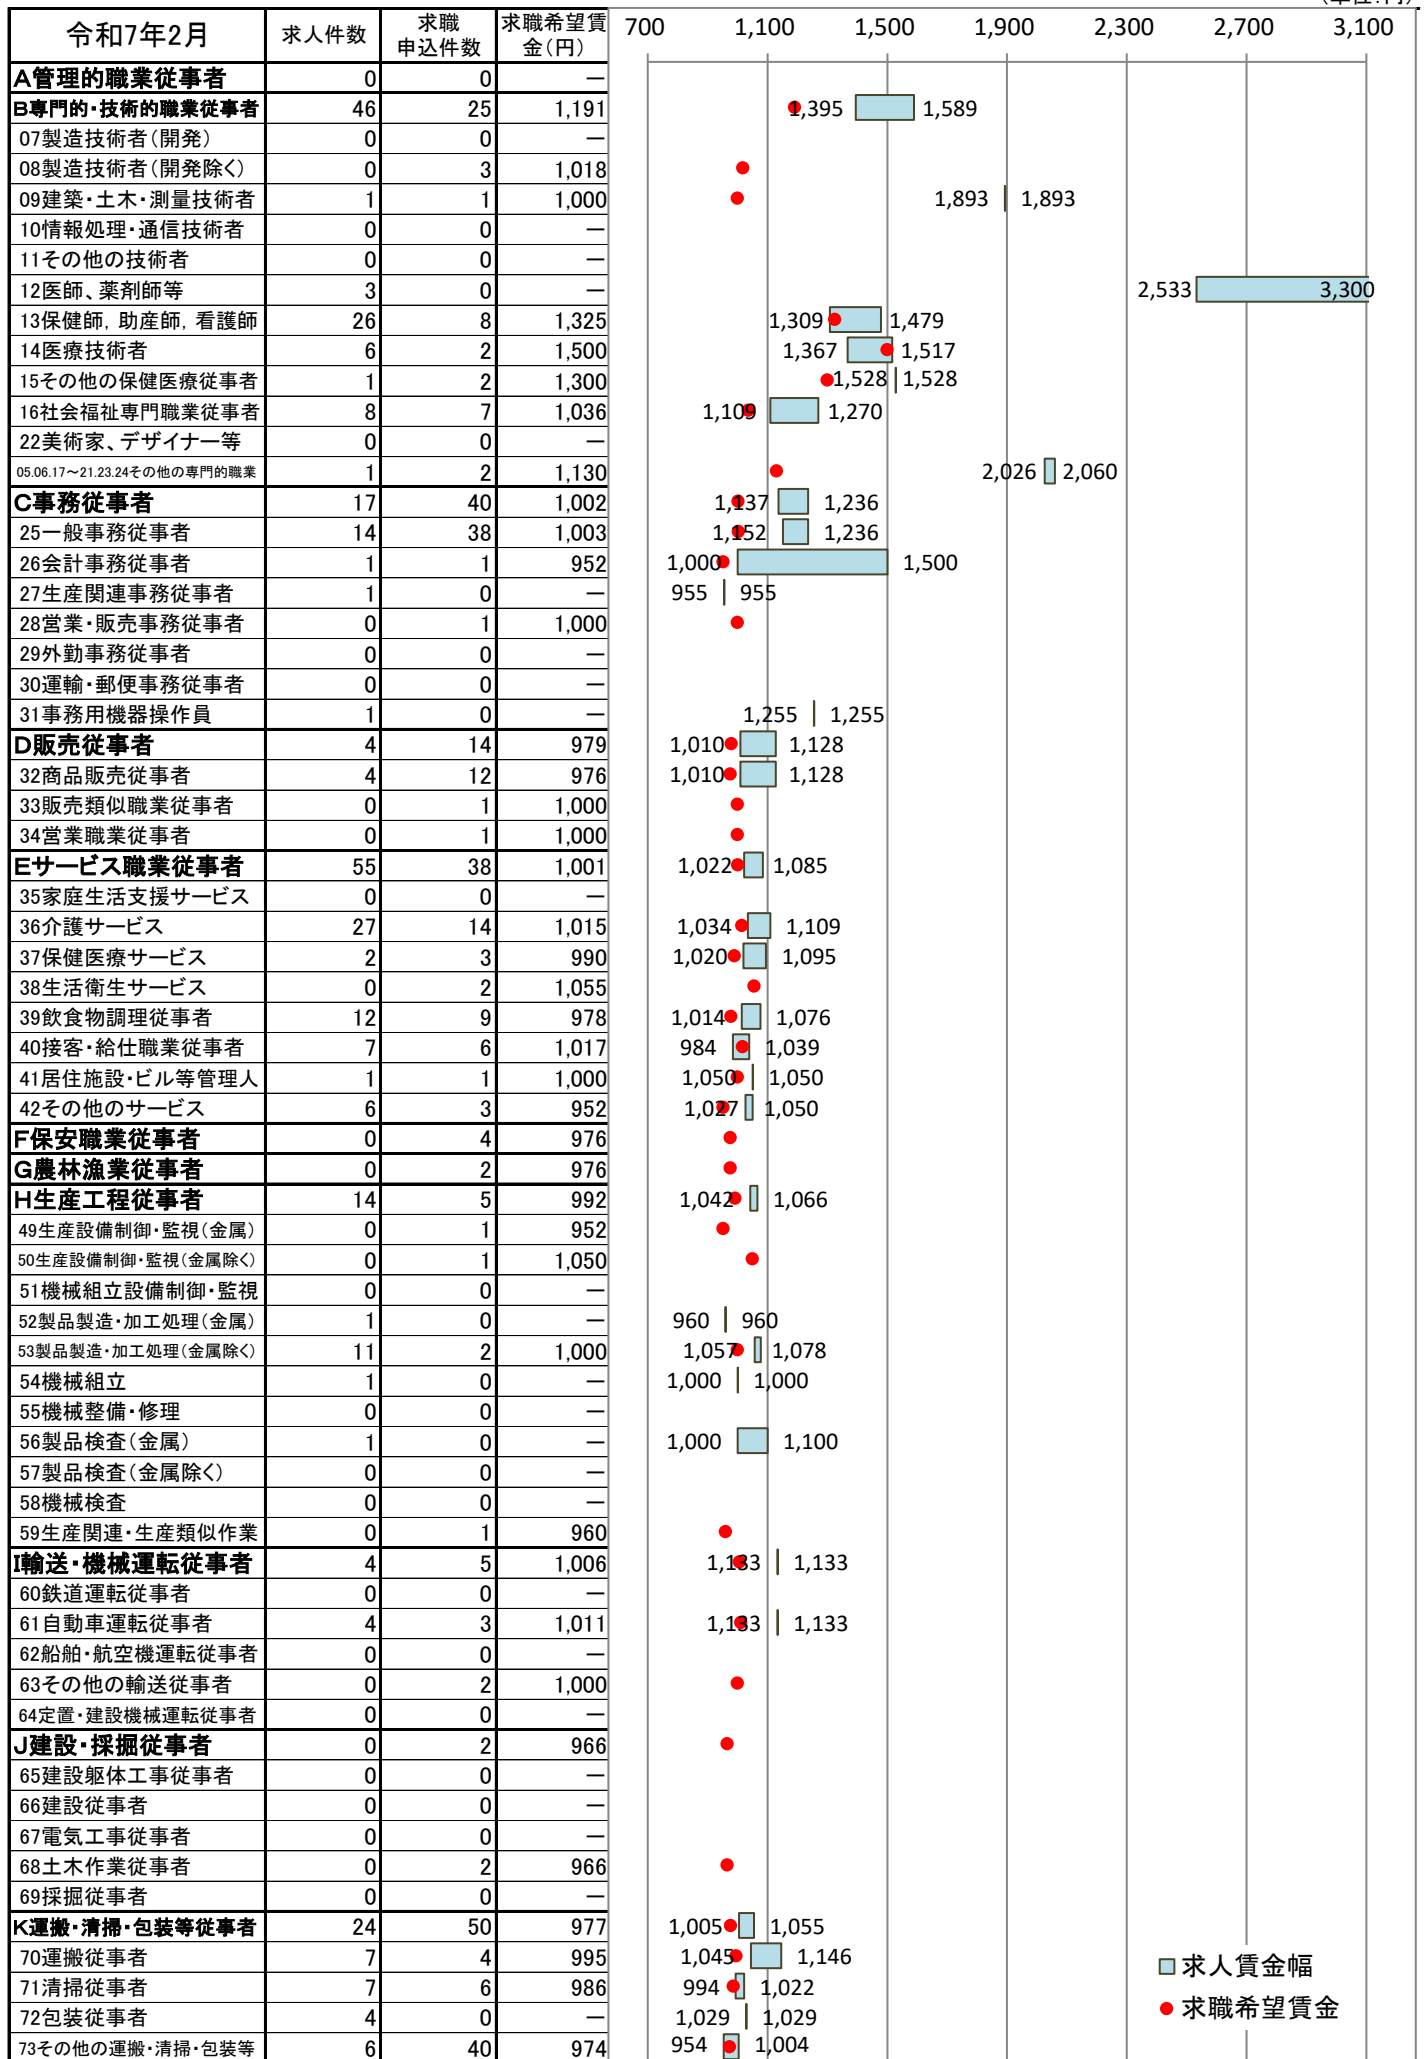 (単位:円)
令和7年2月 求人件数 求職申込件数 求職希望賃金(円) 700 1,100 1,500 1,900 2,300 2,700 3,100
A管理的職業従事者 0 0 —
B専門的・技術的職業従事者 46 25 1,191 1,395 1,589
07製造技術者(開発) 0 0 —
08製造技術者(開発除く) 0 3 1,018
09建築・土木・測量技術者 1 1 1,000 1,893 1,893
10情報処理・通信技術者 0 0 —
11その他の技術者 0 0 —
12医師、薬剤師等 3 0 — 2,533 3,300
13保健師, 助産師, 看護師 26 8 1,325 1,309 1,479
14医療技術者 6 2 1,500 1,367 1,517
15その他の保健医療従事者 1 2 1,300 1,528 1,528
16社会福祉専門職業従事者 8 7 1,036 1,109 1,270
22美術家、デザイナー等 0 0 —
05.06.17～21.23.24その他の専門的職業 1 2 1,130 2,026 2,060
C事務従事者 17 40 1,002 1,137 1,236
25一般事務従事者 14 38 1,003 1,152 1,236
26会計事務従事者 1 1 952 1,000 1,500
27生産関連事務従事者 1 0 — 955 955
28営業・販売事務従事者 0 1 1,000
29外勤事務従事者 0 0 —
30運輸・郵便事務従事者 0 0 —
31事務用機器操作員 1 0 — 1,255 1,255
D販売従事者 4 14 979 1,010 1,128
32商品販売従事者 4 12 976 1,010 1,128
33販売類似職業従事者 0 1 1,000
34営業職業従事者 0 1 1,000
Eサービス職業従事者 55 38 1,001 1,022 1,085
35家庭生活支援サービス 0 0 —
36介護サービス 27 14 1,015 1,034 1,109
37保健医療サービス 2 3 990 1,020 1,095
38生活衛生サービス 0 2 1,055
39飲食物調理従事者 12 9 978 1,014 1,076
40接客・給仕職業従事者 7 6 1,017 984 1,039
41居住施設・ビル等管理人 1 1 1,000 1,050 1,050
42その他のサービス 6 3 952 1,027 1,050
F保安職業従事者 0 4 976
G農林漁業従事者 0 2 976
H生産工程従事者 14 5 992 1,042 1,066
49生産設備制御・監視(金属) 0 1 952
50生産設備制御・監視(金属除く) 0 1 1,050
51機械組立設備制御・監視 0 0 —
52製品製造・加工処理(金属) 1 0 — 960 960
53製品製造・加工処理(金属除く) 11 2 1,000 1,057 1,078
54機械組立 1 0 — 1,000 1,000
55機械整備・修理 0 0 —
56製品検査(金属) 1 0 — 1,000 1,100
57製品検査(金属除く) 0 0 —
58機械検査 0 0 —
59生産関連・生産類似作業 0 1 960
I輸送・機械運転従事者 4 5 1,006 1,133 1,133
60鉄道運転従事者 0 0 —
61自動車運転従事者 4 3 1,011 1,133 1,133
62船舶・航空機運転従事者 0 0 —
63その他の輸送従事者 0 2 1,000
64定置・建設機械運転従事者 0 0 —
J建設・採掘従事者 0 2 966
65建設躯体工事従事者 0 0 —
66建設従事者 0 0 —
67電気工事従事者 0 0 —
68土木作業従事者 0 2 966
69採掘従事者 0 0 —
K運搬・清掃・包装等従事者 24 50 977 1,005 1,055
70運搬従事者 7 4 995 1,045 1,146
71清掃従事者 7 6 986 994 1,022
72包装従事者 4 0 — 1,029 1,029
73その他の運搬・清掃・包装等 6 40 974 954 1,004
求人賃金幅
求職希望賃金